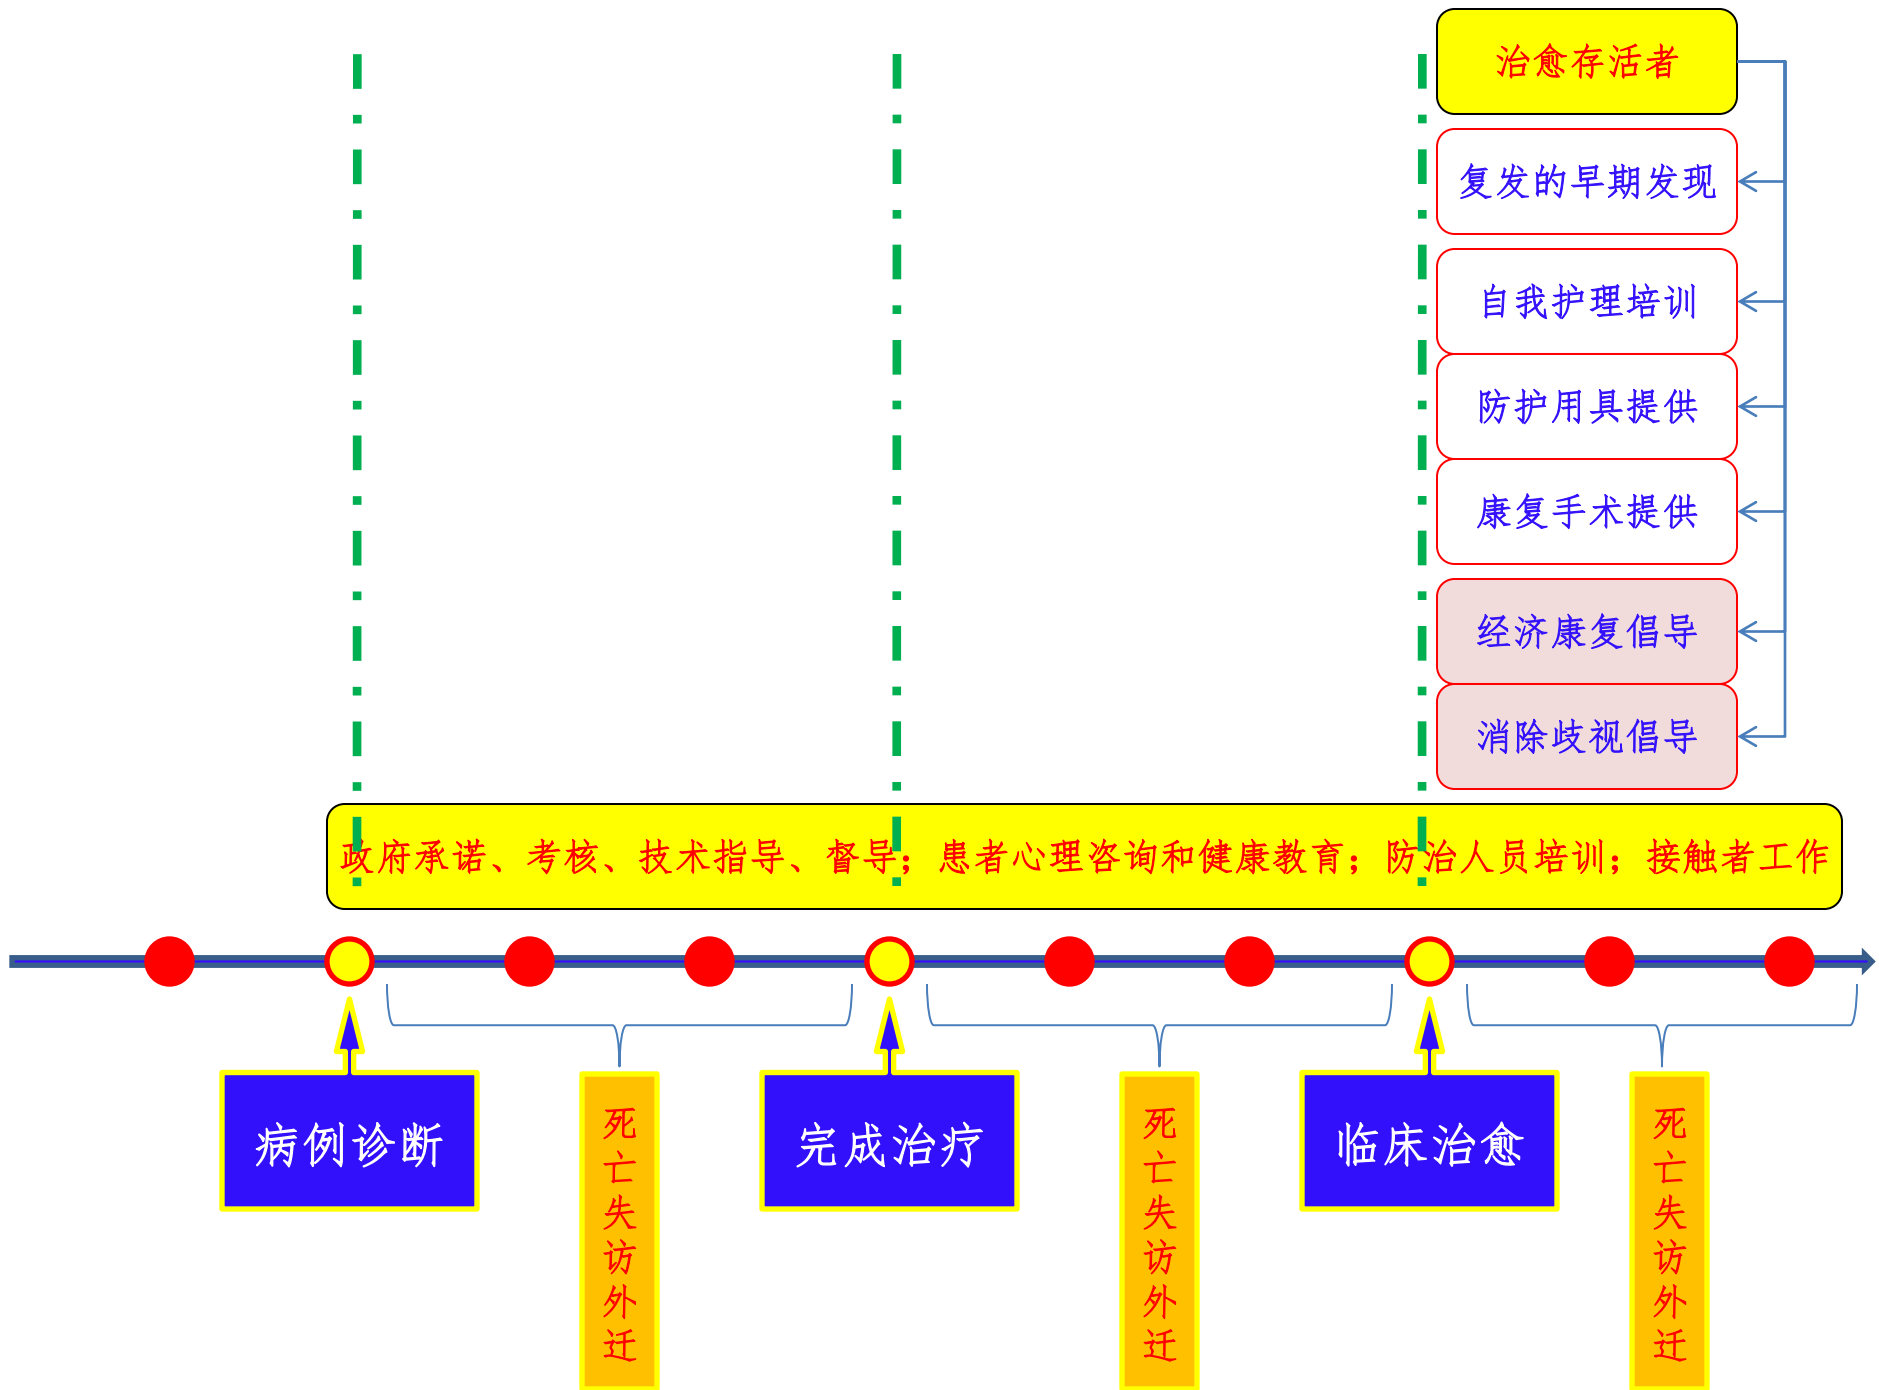 治愈存活者
复发的早期发现
自我护理培训
防护用具提供
康复手术提供
经济康复倡导
消除歧视倡导
政府承诺、考核、技术指导、督导；患者心理咨询和健康教育；防治人员培训；接触者工作
病例诊断
死亡失访外迁
完成治疗
死亡失访外迁
临床治愈
死亡失访外迁